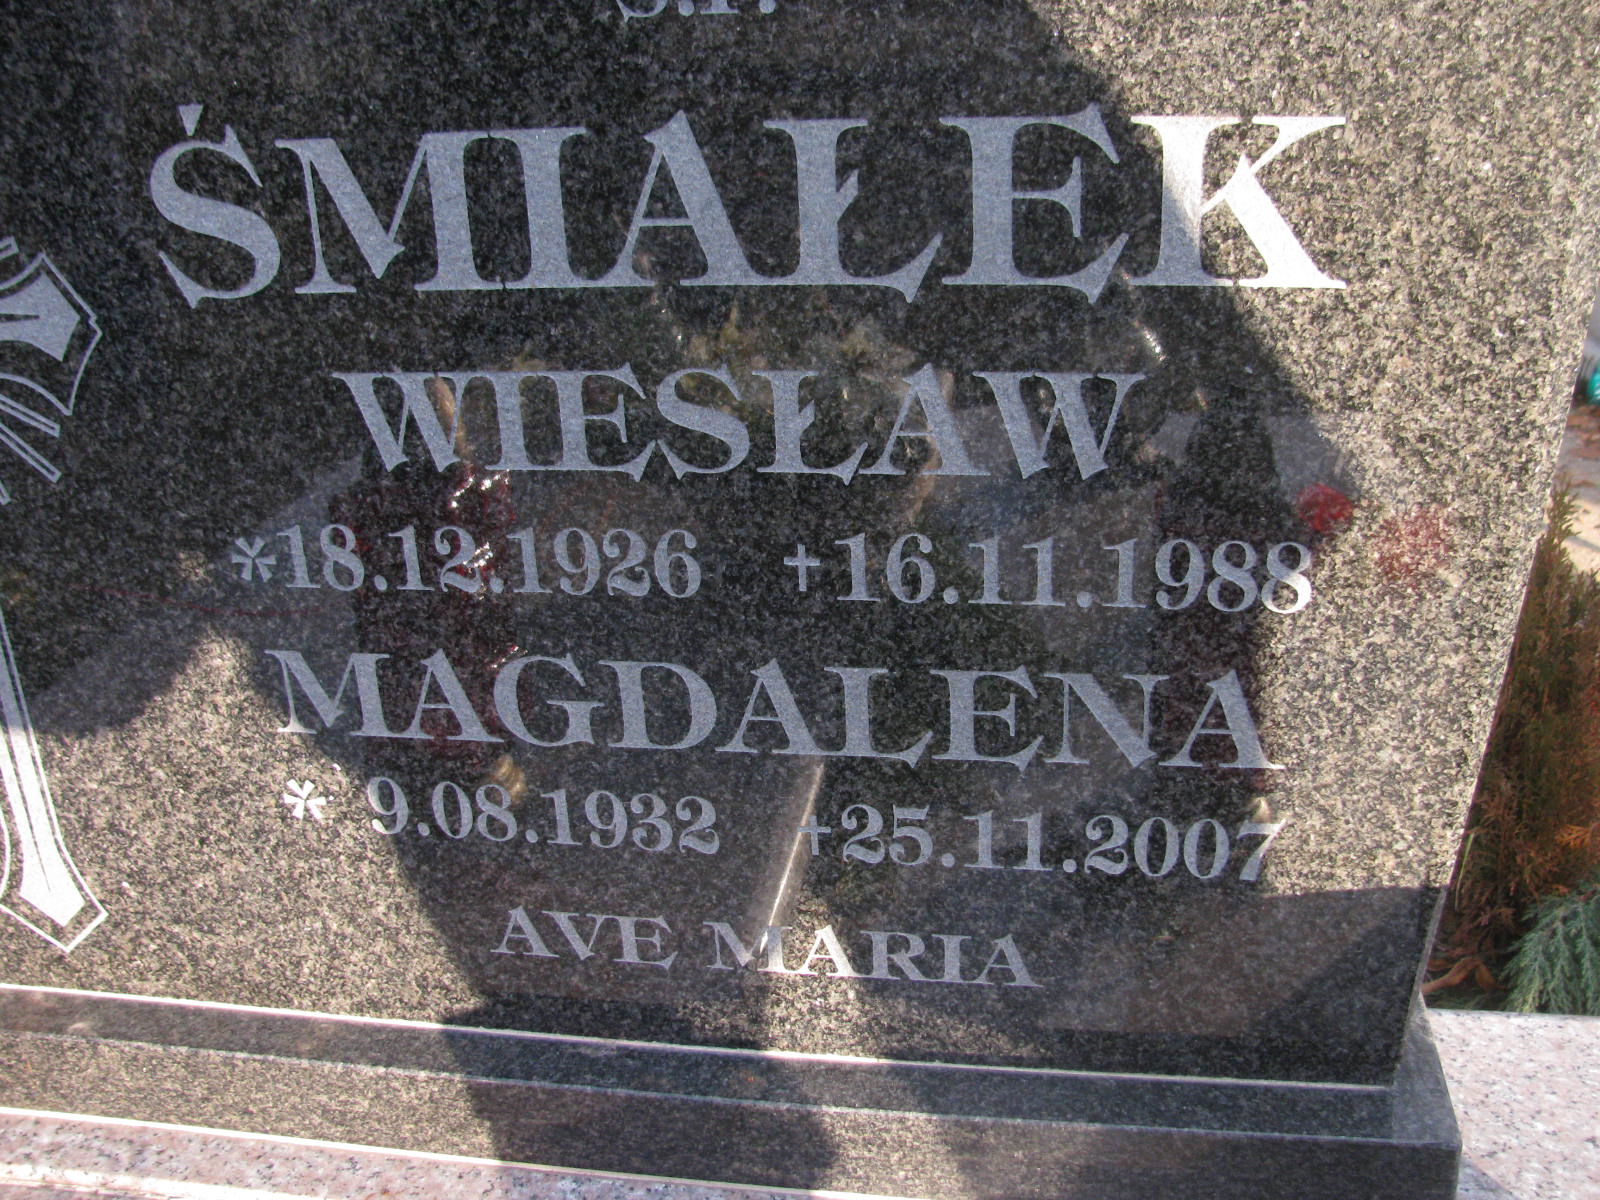 Ś.P.
ŚMIAŁEK
WIESŁAW
*18.12.1926 +16.11.1988
MAGDALENA
* 9.08.1932 +25.11.2007
AVE MARIA